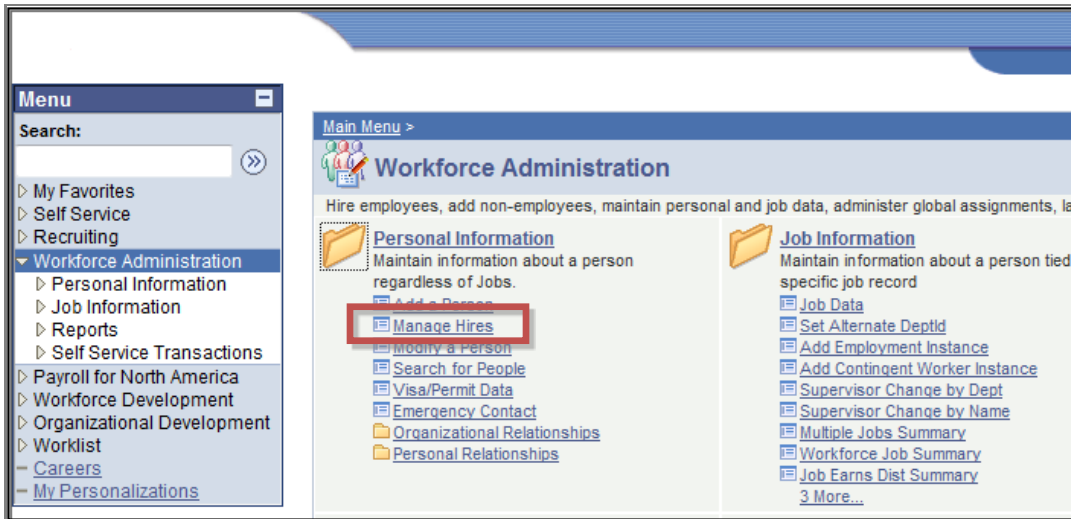 Menu
Search:
My Favorites
Self Service
Recruiting
Workforce Administration
Personal Information
Job Information
Reports
Self Service Transactions
Payroll for North America
Workforce Development
Organizational Development
Worklist
Careers
My Personalizations
Main Menu >
Workforce Administration
Hire employees, add non-employees, maintain personal and job data, administer global assignments, la
Personal Information
Maintain information about a person
regardless of Jobs.
Add a Person
Manage Hires
Modify a Person
Search for People
Visa/Permit Data
Emergency Contact
Organizational Relationships
Personal Relationships
Job Information
Maintain information about a person tied
specific job record
Job Data
Set Alternate DeptId
Add Employment Instance
Add Contingent Worker Instance
Supervisor Change by Dept
Supervisor Change by Name
Multiple Jobs Summary
Workforce Job Summary
Job Earns Dist Summary
3 More...